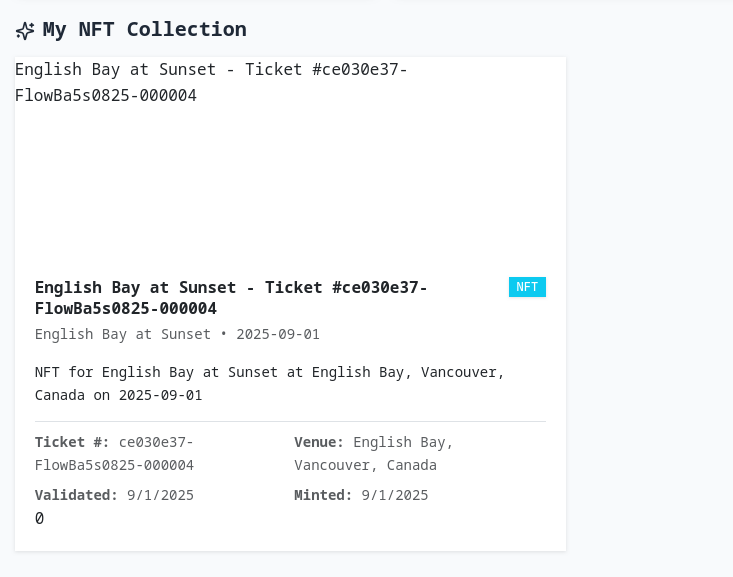 My NFT Collection
English Bay at Sunset - Ticket #ce030e37-
FlowBa5s0825-000004
English Bay at Sunset - Ticket #ce030e37-
FlowBa5s0825-000004
NFT
English Bay at Sunset • 2025-09-01
NFT for English Bay at Sunset at English Bay, Vancouver,
Canada on 2025-09-01
Ticket #: ce030e37-
FlowBa5s0825-000004
Venue: English Bay,
Vancouver, Canada
Validated: 9/1/2025
Minted: 9/1/2025
0